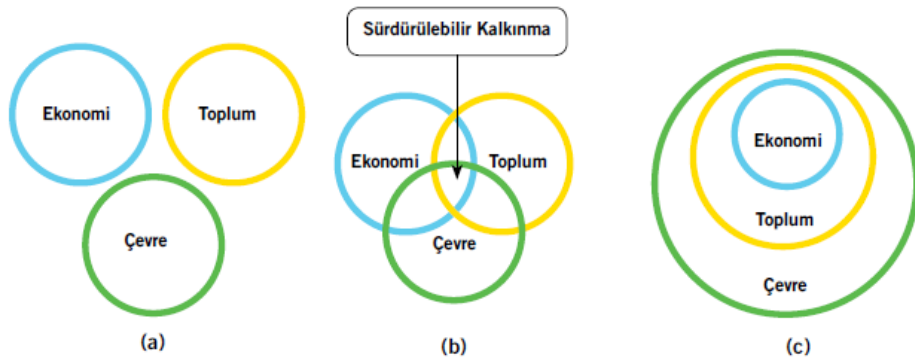 Ekonomi
Toplum
Çevre
(a)
Sürdürülebilir Kalkınma
Ekonomi
Toplum
Çevre
(b)
Ekonomi
Toplum
Çevre
(c)